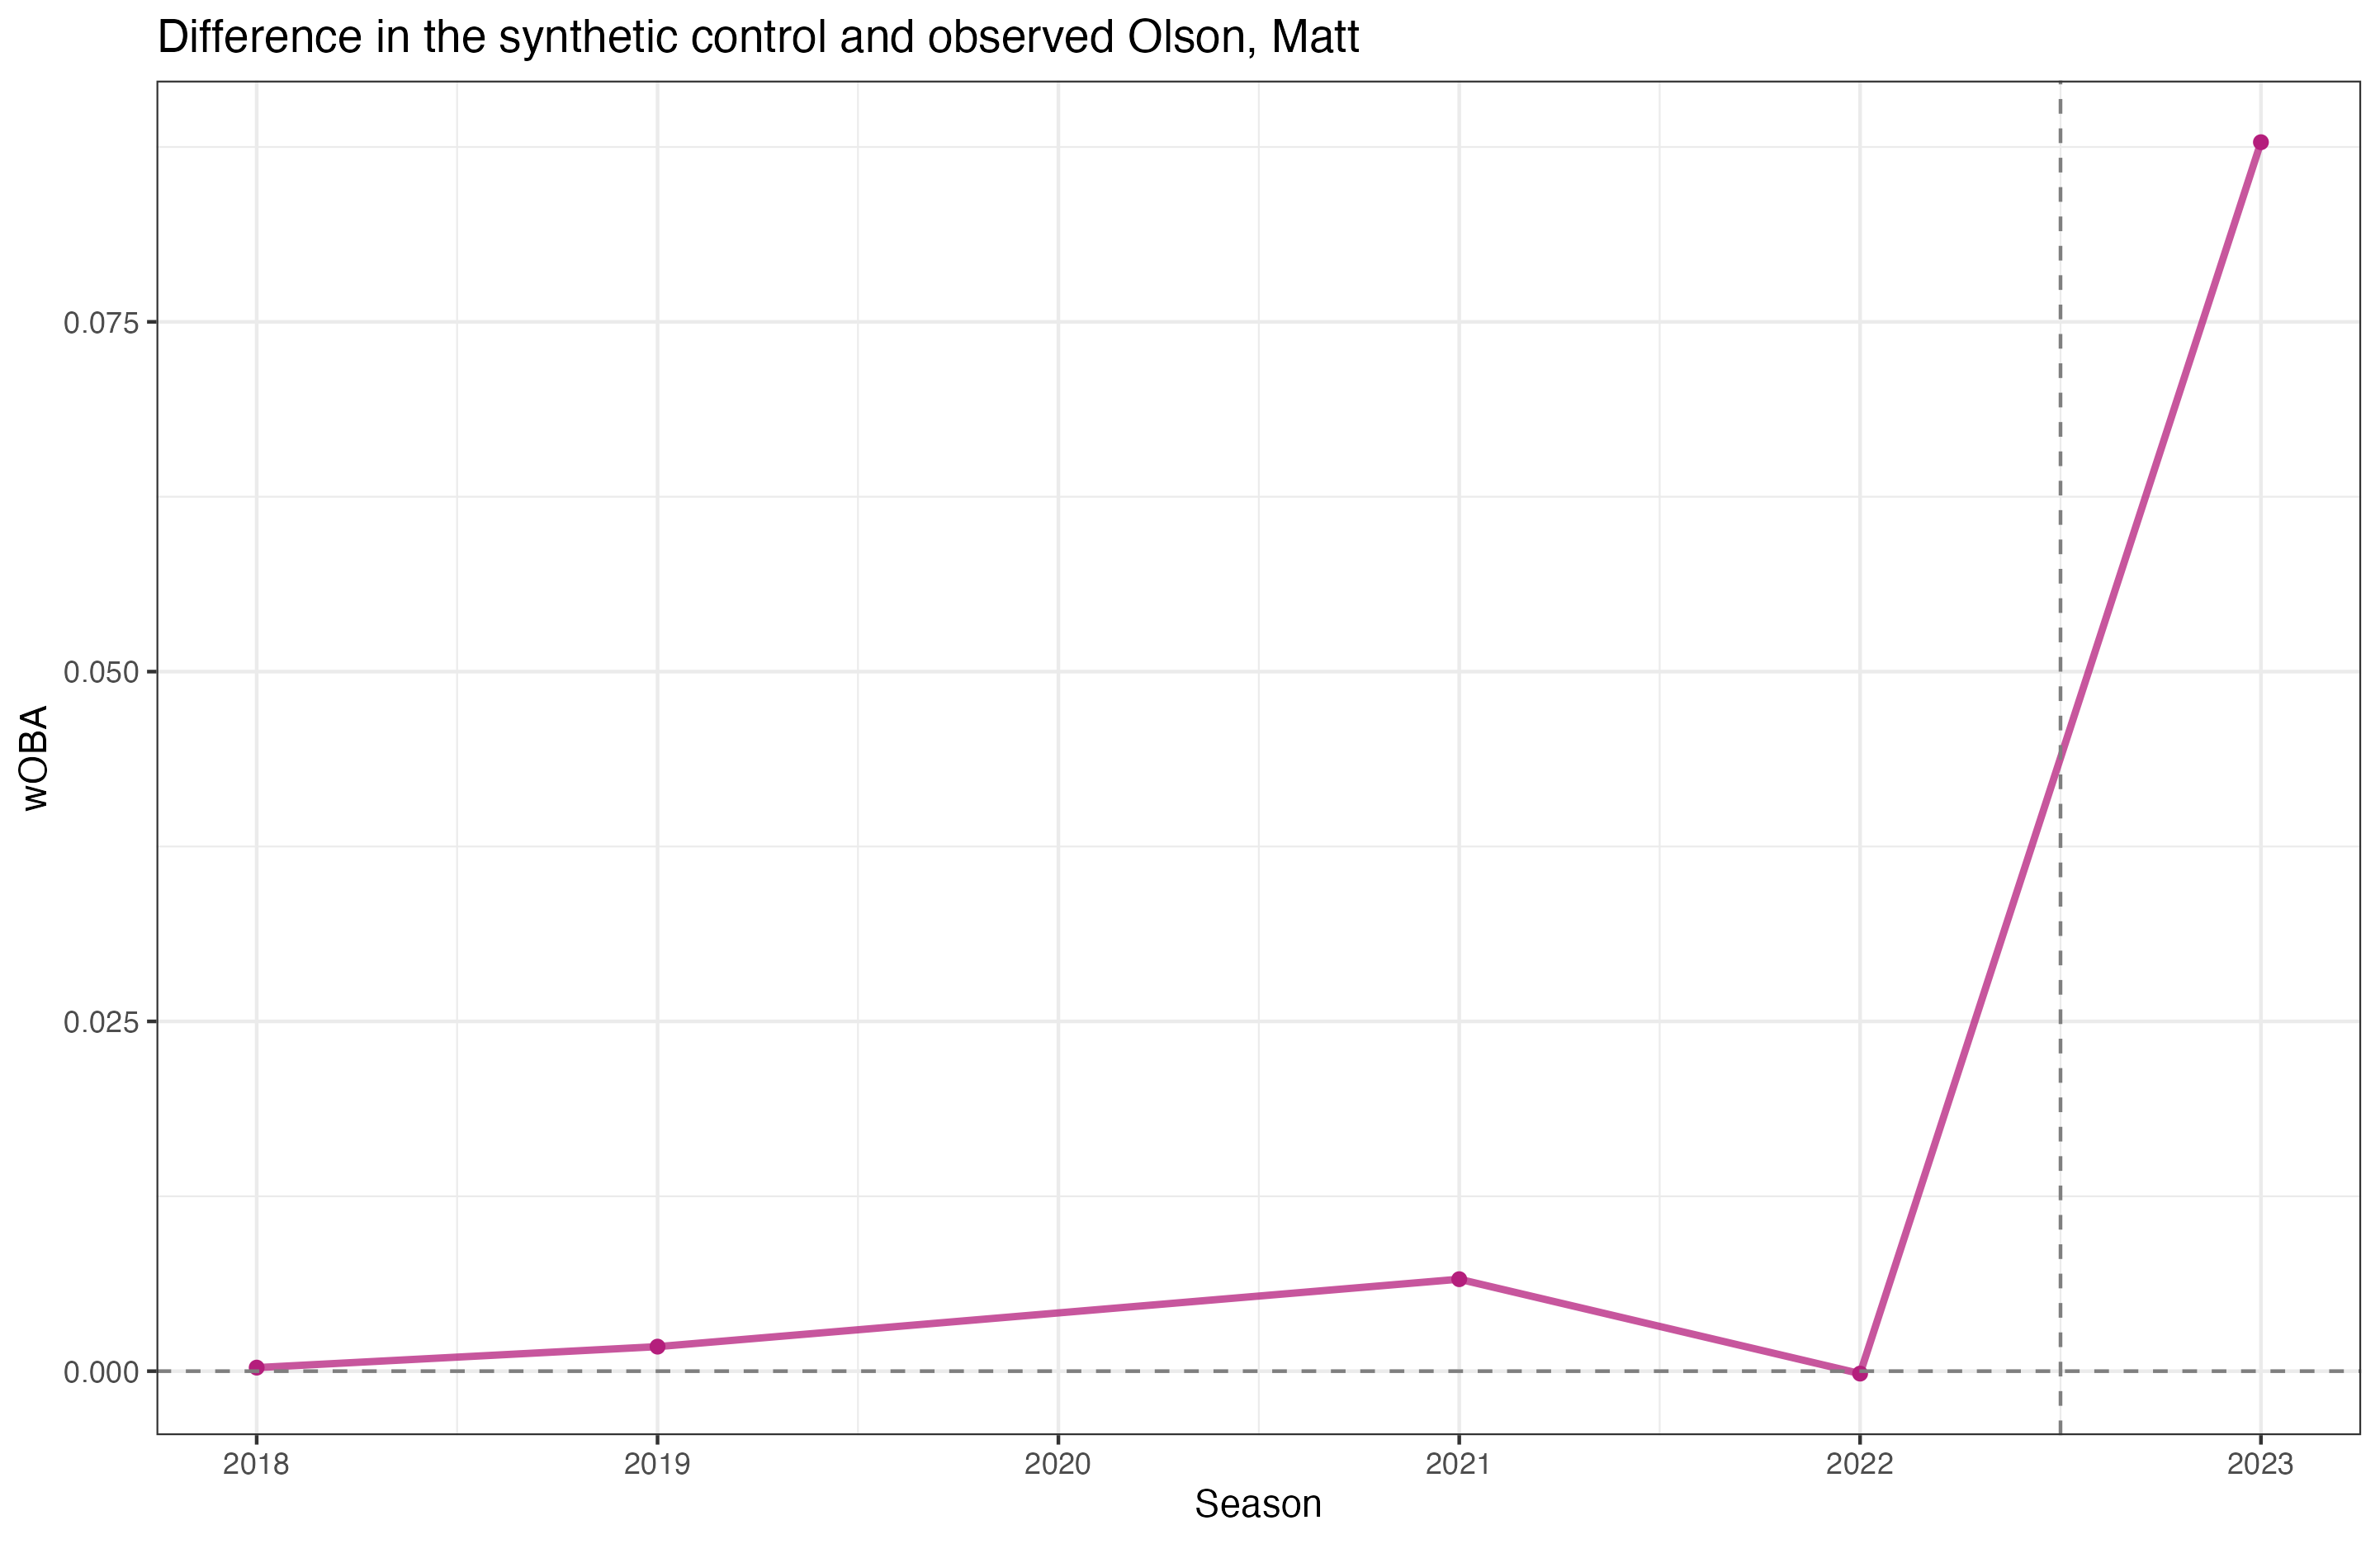 Difference in the synthetic control and observed Olson, Matt
wOBA
0.075
0.050
0.025
0.000
2018 2019 2020 2021 2022 2023
Season